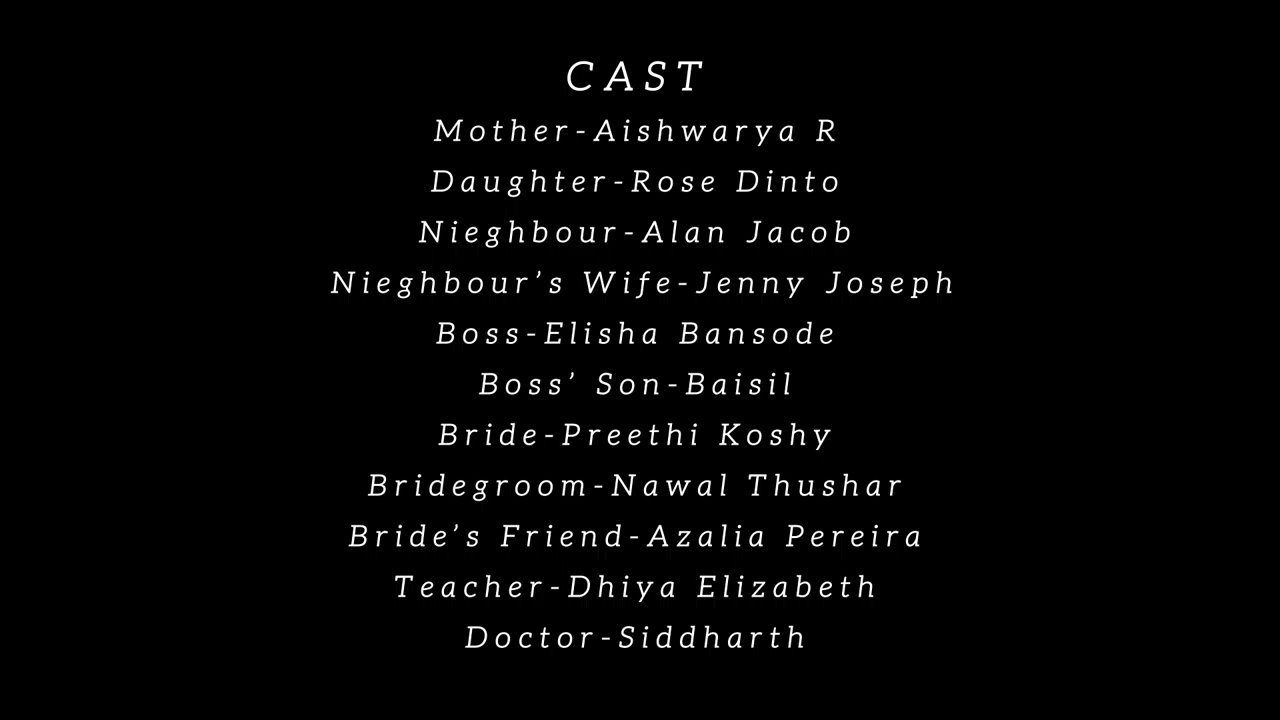 CAST
Mother-Aishwarya R
Daughter-Rose Dinto
Nieghbour-Alan Jacob
Nieghbour’s Wife-Jenny Joseph
Boss-Elisha Bansode
Boss’ Son-Baisil
Bride-Preethi Koshy
Bridegroom-Nawal Thushar
Bride’s Friend-Azalia Pereira
Teacher-Dhiya Elizabeth
Doctor-Siddharth